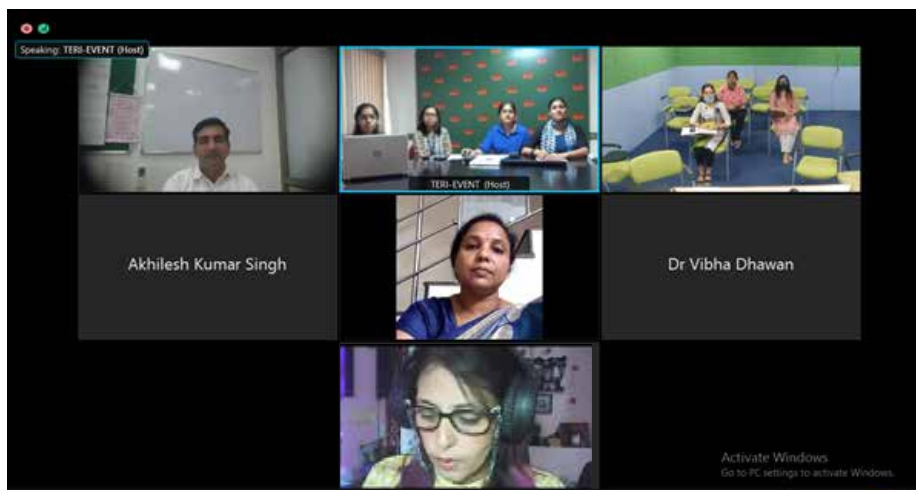 Speaking: TERI-EVENT (Host)
TERI-EVENT (Host)
Akhilesh Kumar Singh
Dr Vibha Dhawan
Activate Windows
Go to PC settings to activate Windows.